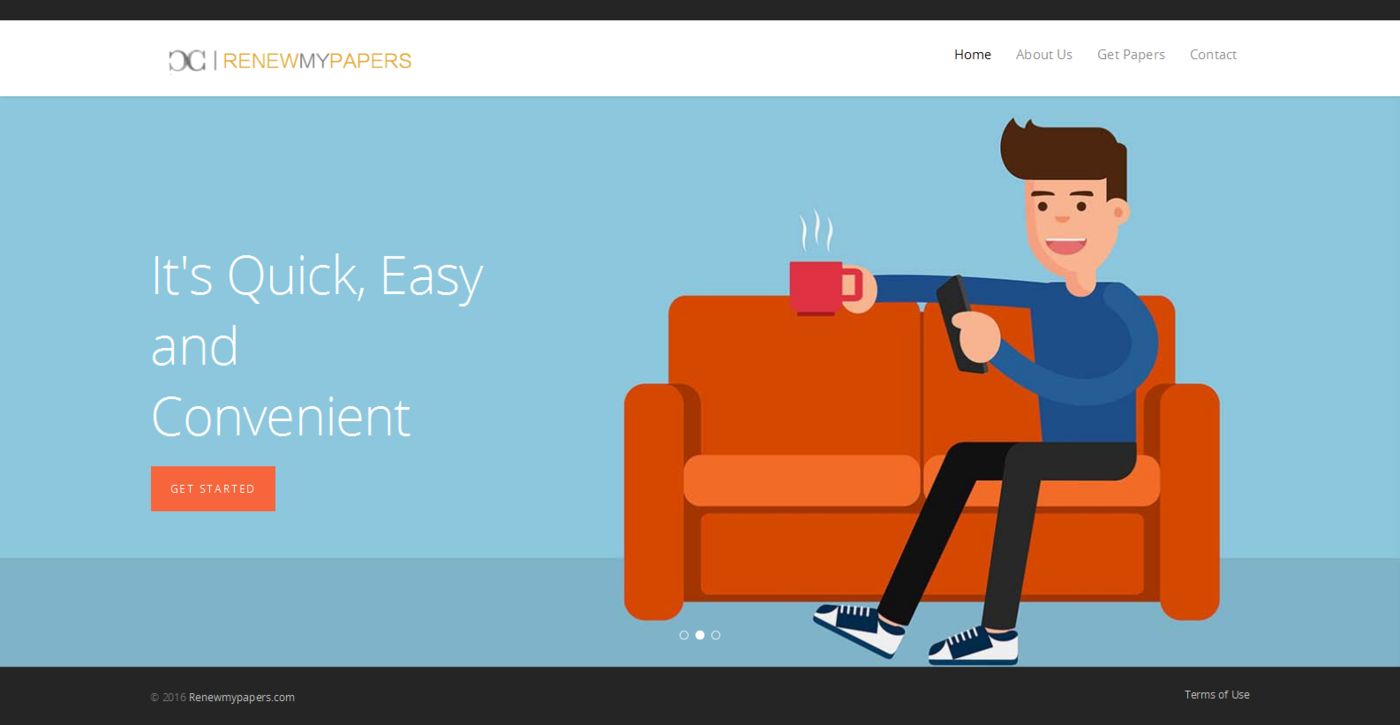 RENEWMYPAPERS
Home About Us Get Papers Contact
It's Quick, Easy
and
Convenient
GET STARTED
© 2016 Renewmypapers.com
Terms of Use